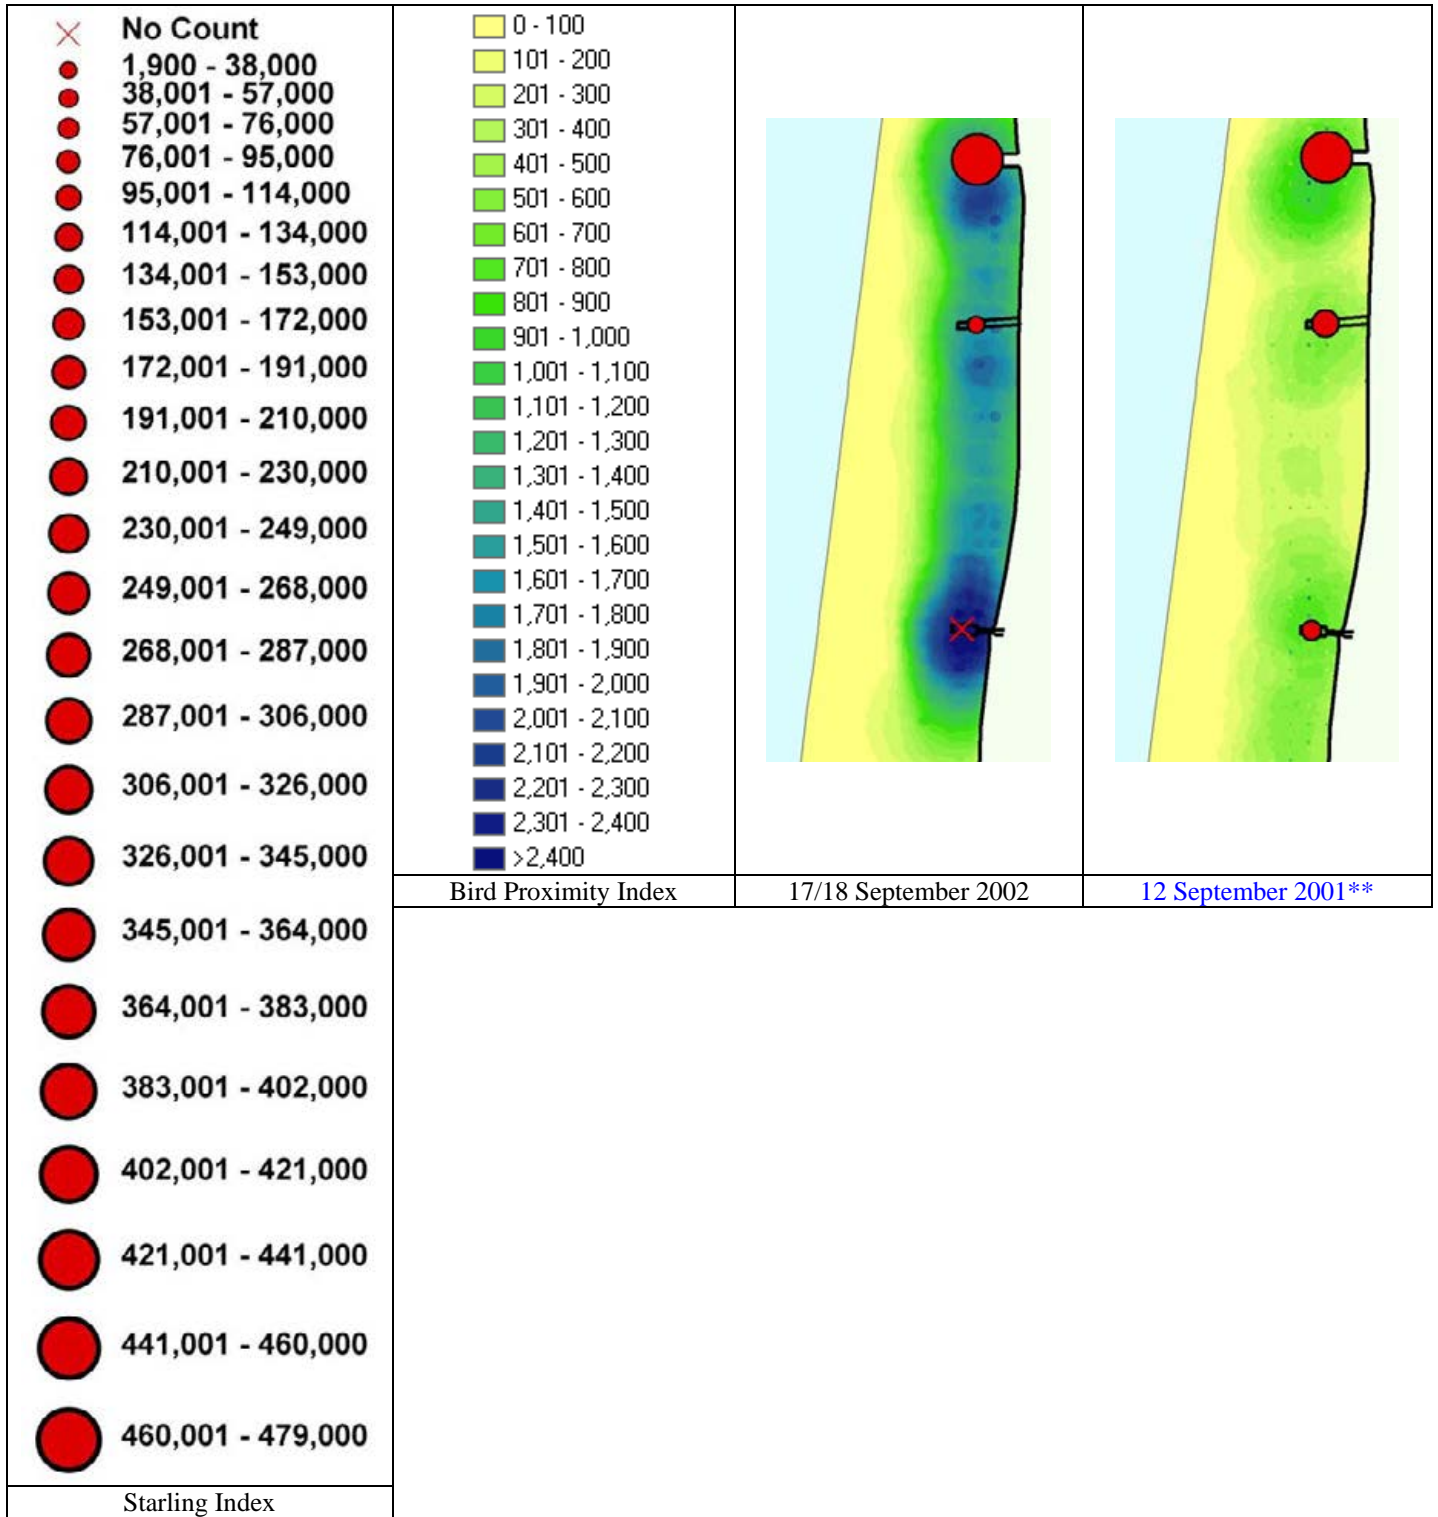 No Count
1,900 - 38,000
38,001 - 57,000
57,001 - 76,000
76,001 - 95,000
95,001 - 114,000
114,001 - 134,000
134,001 - 153,000
153,001 - 172,000
172,001 - 191,000
191,001 - 210,000
210,001 - 230,000
230,001 - 249,000
249,001 - 268,000
268,001 - 287,000
287,001 - 306,000
306,001 - 326,000
326,001 - 345,000
345,001 - 364,000
364,001 - 383,000
383,001 - 402,000
402,001 - 421,000
421,001 - 441,000
441,001 - 460,000
460,001 - 479,000
Starling Index
0 - 100
101 - 200
201 - 300
301 - 400
401 - 500
501 - 600
601 - 700
701 - 800
801 - 900
901 - 1,000
1,001 - 1,100
1,101 - 1,200
1,201 - 1,300
1,301 - 1,400
1,401 - 1,500
1,501 - 1,600
1,601 - 1,700
1,701 - 1,800
1,801 - 1,900
1,901 - 2,000
2,001 - 2,100
2,101 - 2,200
2,201 - 2,300
2,301 - 2,400
>2,400
Bird Proximity Index
17/18 September 2002
12 September 2001**